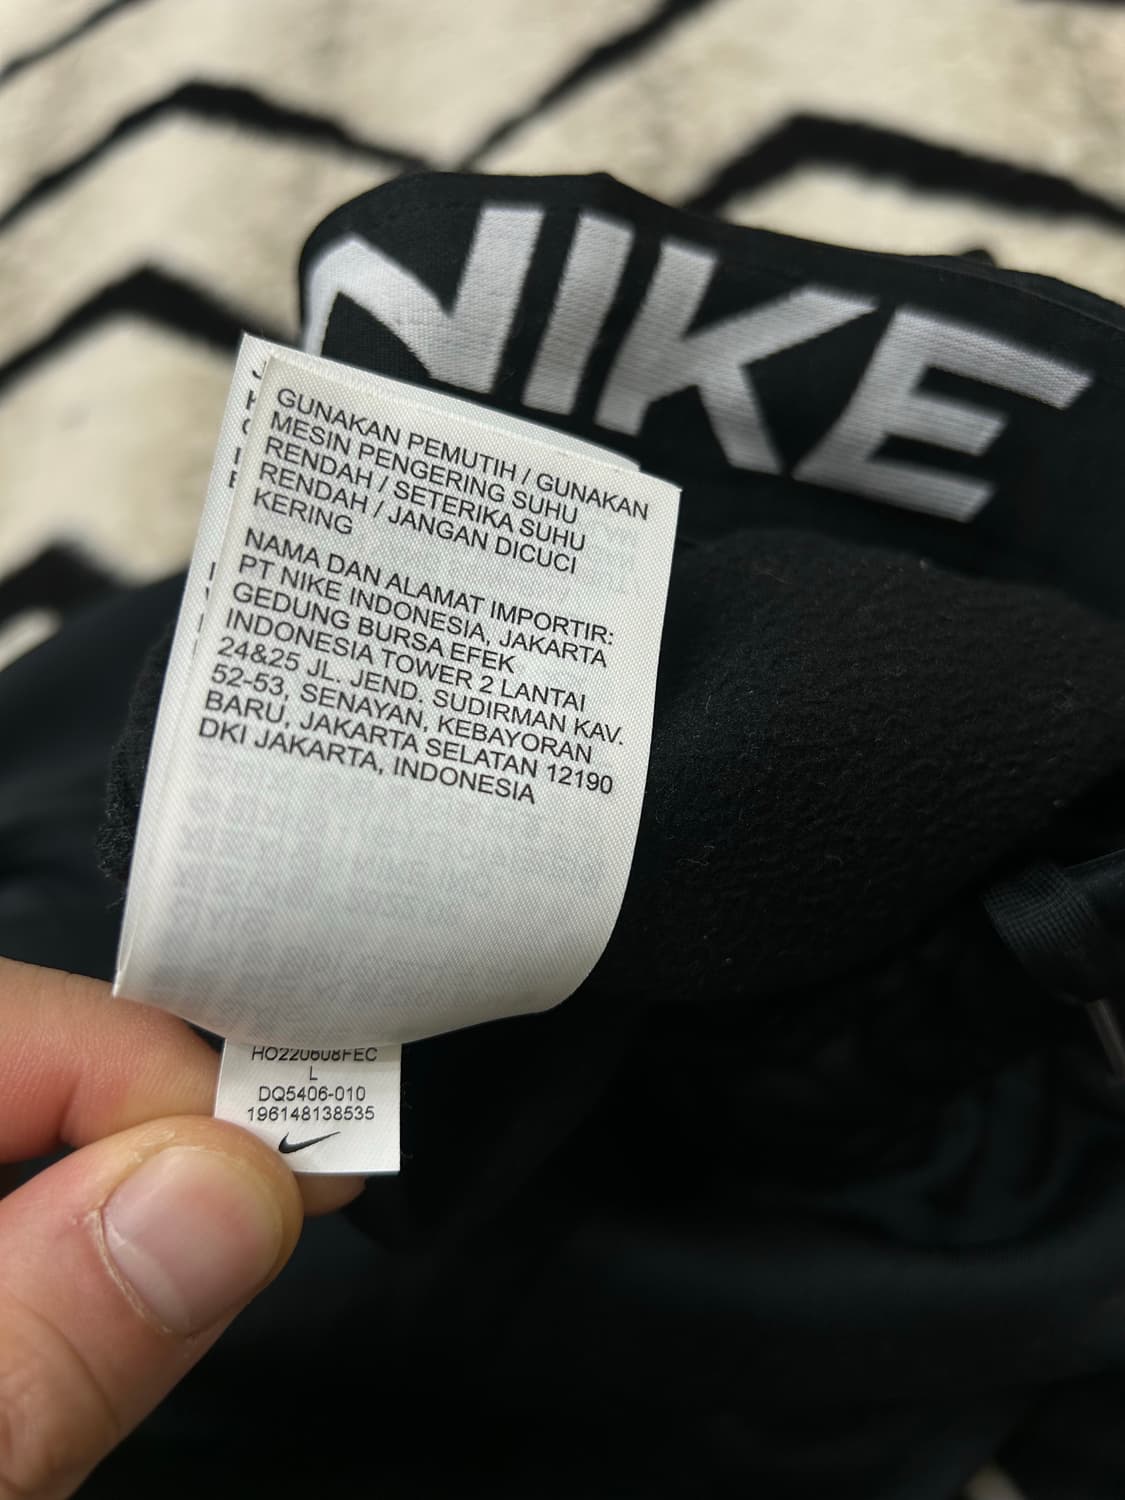 NIKE
GUNAKAN PEMUTIH / GUNAKAN
MESIN PENGERING SUHU
RENDAH / SETERIKA SUHU
RENDAH / JANGAN DICUCI
KERING
NAMA DAN ALAMAT IMPORTIR:
PT NIKE INDONESIA, JAKARTA
GEDUNG BURSA EFEK
INDONESIA TOWER 2 LANTAI
24&25 JL. JEND. SUDIRMAN KAV.
52-53, SENAYAN, KEBAYORAN
BARU, JAKARTA SELATAN 12190
DKI JAKARTA, INDONESIA
HO220608FEC
L
DQ5406-010
196148138535